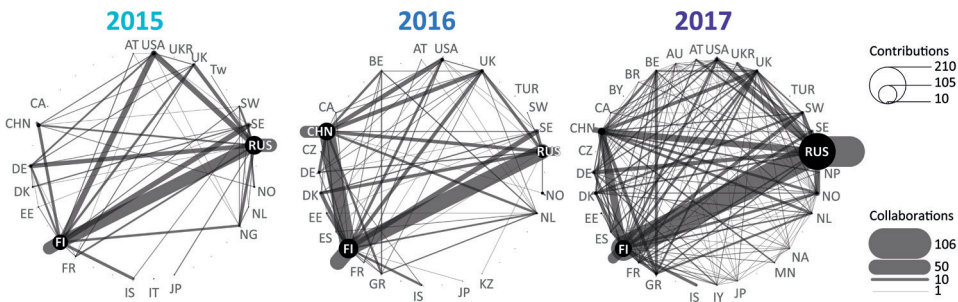 2015
AT USA UKR
UK
Tw
CA
SW
CHN
SE
RUS
DE
DK
NO
EE
NL
FI
NG
FR
IS IT JP
2016
AT USA
BE
UK
TUR
CA
SW
CHN
SE
CZ
RUS
DE
DK
NO
EE
NL
ES
FI
FR
GR
IS
JP
KZ
2017
AT USA UKR
AU
BE
UK
BR
BY
TUR
CA
SW
CHN
SE
CZ
RUS
DE
NP
DK
NO
EE
NL
ES
FI
NA
FR
MN
GR
IS IY JP
Contributions
210
105
10
Collaborations
106
50
10
1